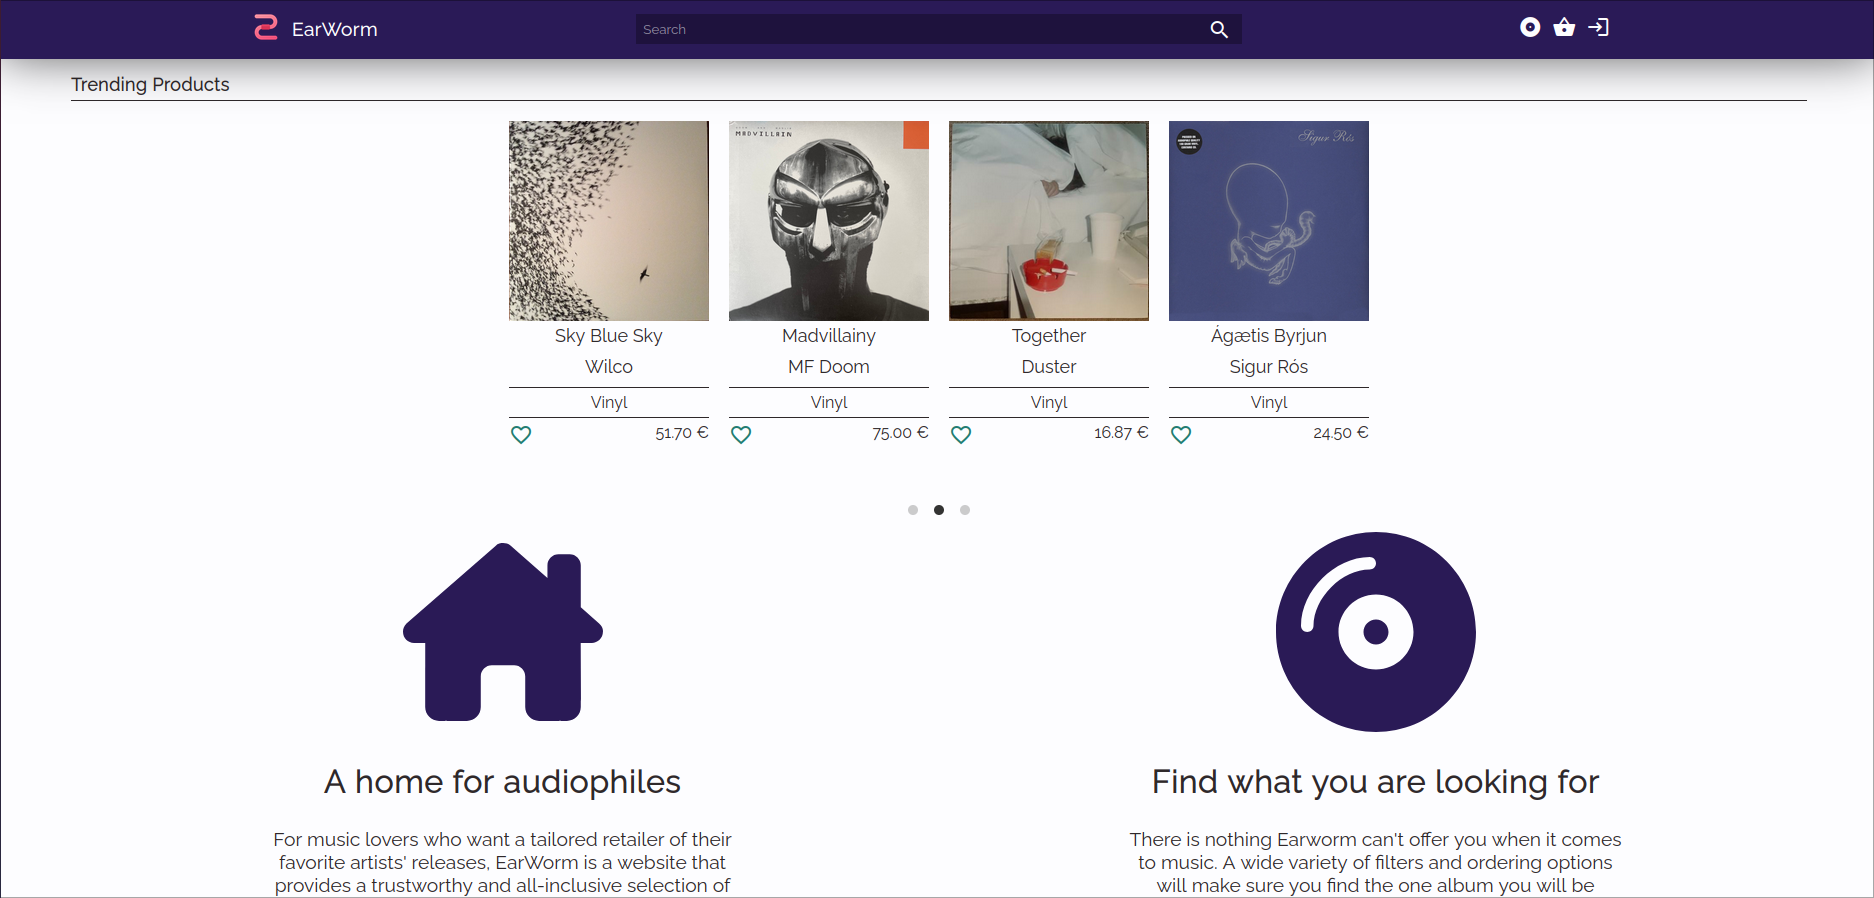 EarWorm
Search
Trending Products
MADVILLAIN
Sigur Rós
Sky Blue Sky
Madvillainy
Together
Ágætis Byrjun
Wilco
MF Doom
Duster
Sigur Rós
Vinyl
Vinyl
Vinyl
Vinyl
51.70 €
75.00 €
16.87 €
24.50 €
A home for audiophiles
For music lovers who want a tailored retailer of their
favorite artists' releases, EarWorm is a website that
provides a trustworthy and all-inclusive selection of
Find what you are looking for
There is nothing Earworm can't offer you when it comes
to music. A wide variety of filters and ordering options
will make sure you find the one album you will be